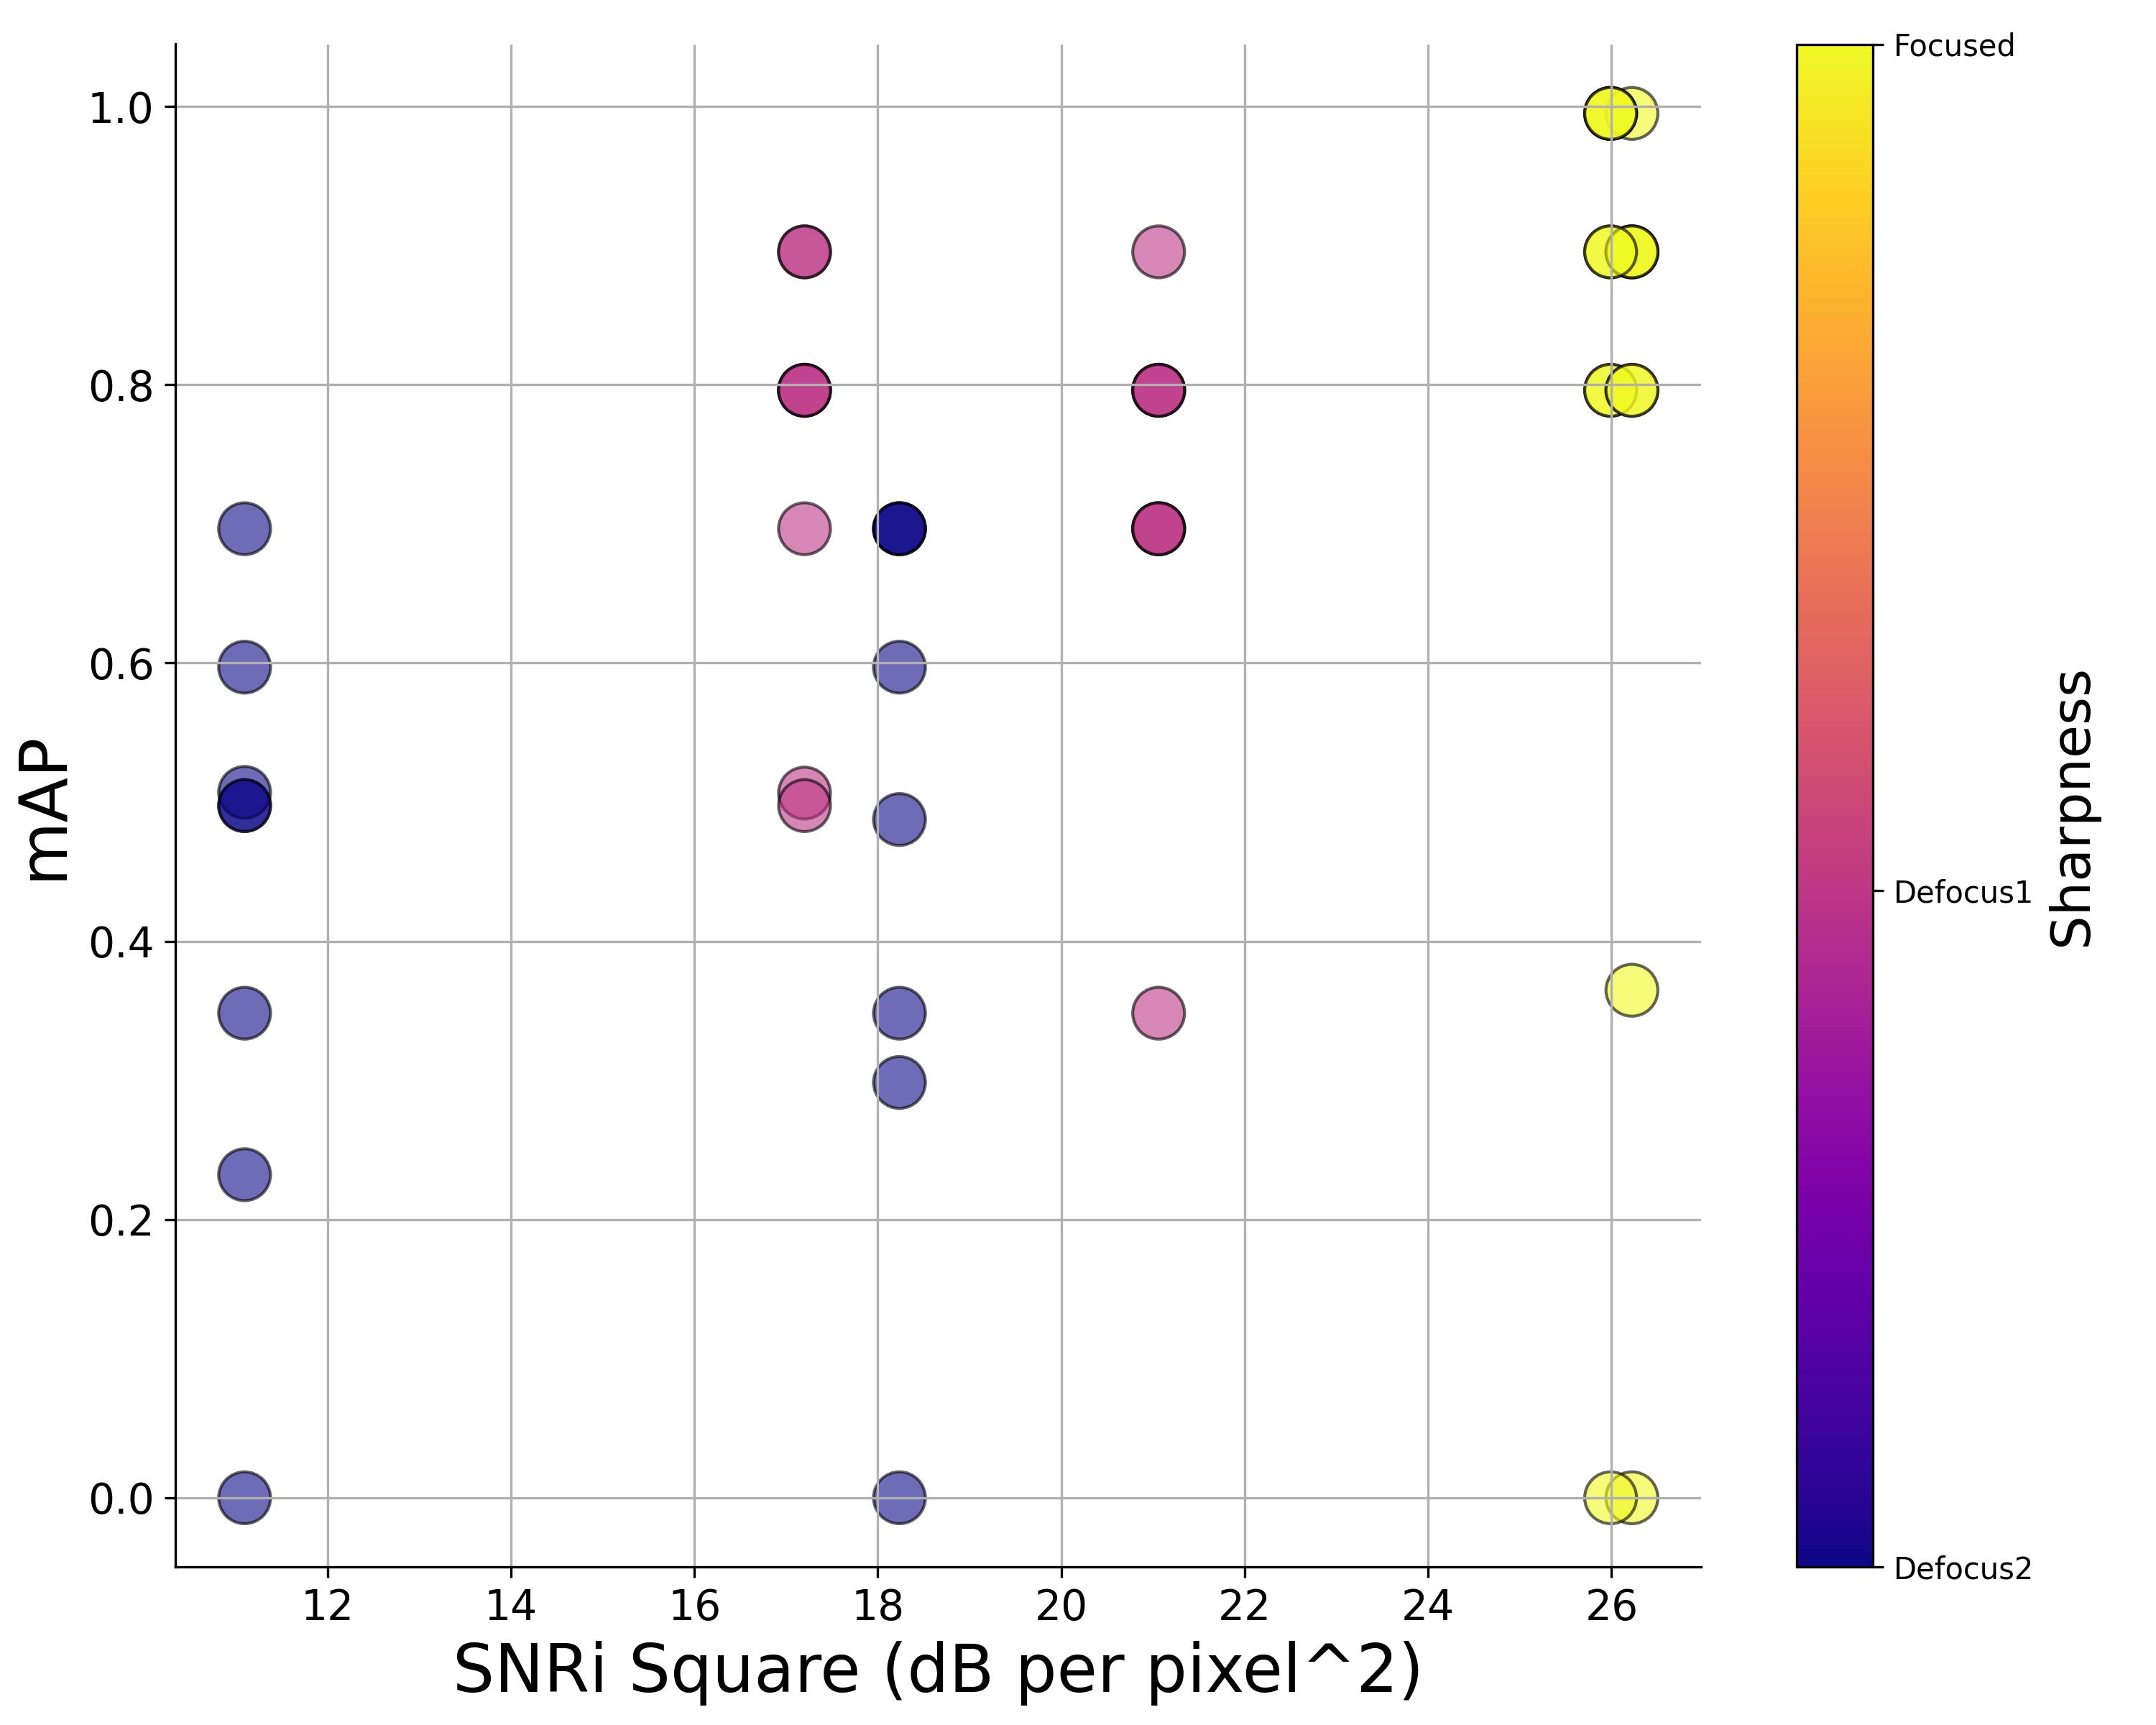 mAP
1.0
0.8
0.6
0.4
0.2
0.0
12 14 16 18 20 22 24 26
SNRi Square (dB per pixel^2)
Focused
Defocus1
Defocus2
Sharpness